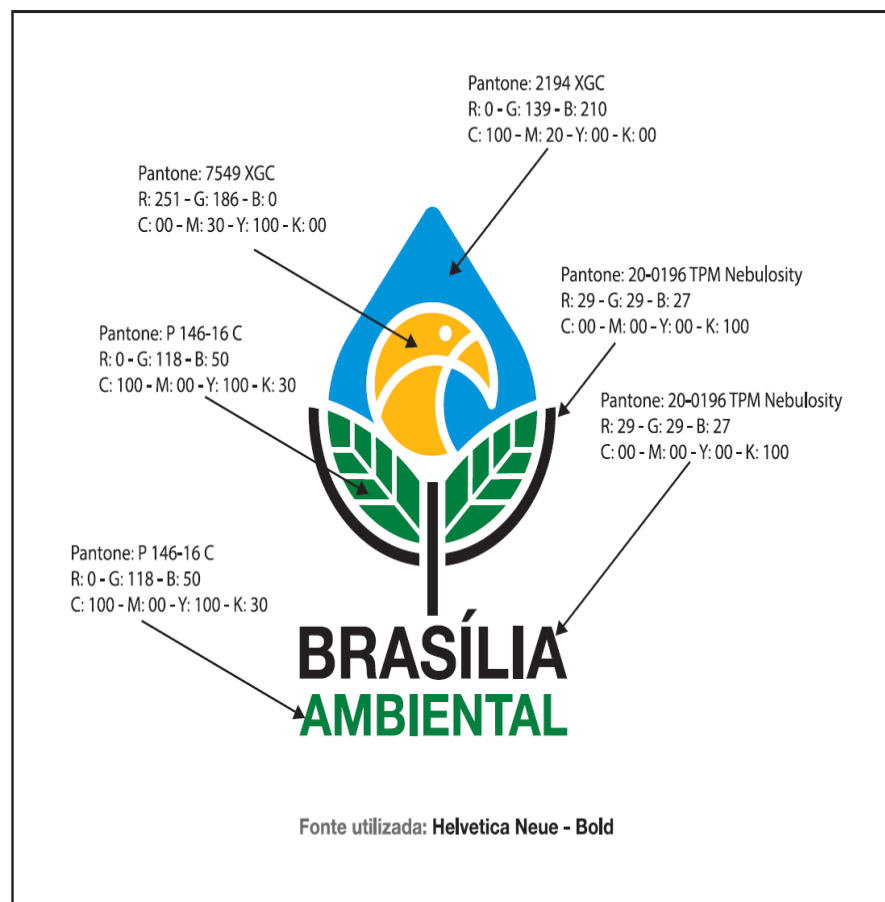 Pantone: 2194 XGC
R: 0 - G: 139 - B: 210
C: 100 - M: 20 - Y: 00 - K: 00
Pantone: 7549 XGC
R: 251 - G: 186 - B: 0
C: 00 - M: 30 - Y: 100 - K: 00
Pantone: 20-0196 TPM Nebulosity
R: 29 - G: 29 - B: 27
C: 00 - M: 00 - Y: 00 - K: 100
Pantone: P 146-16 C
R: 0 - G: 118 - B: 50
C: 100 - M: 00 - Y: 100 - K: 30
Pantone: 20-0196 TPM Nebulosity
R: 29 - G: 29 - B: 27
C: 00 - M: 00 - Y: 00 - K: 100
Pantone: P 146-16 C
R: 0 - G: 118 - B: 50
C: 100 - M: 00 - Y: 100 - K: 30
BRASÍLIA
AMBIENTAL
Fonte utilizada: Helvetica Neue - Bold